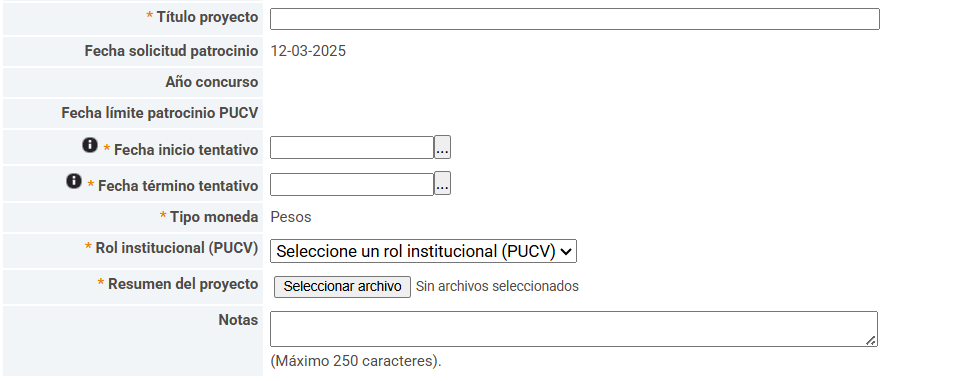 * Título proyecto
Fecha solicitud patrocinio 12-03-2025
Año concurso
Fecha límite patrocinio PUCV
i * Fecha inicio tentativo ...
i * Fecha término tentativo ...
* Tipo moneda Pesos
* Rol institucional (PUCV) Seleccione un rol institucional (PUCV)
* Resumen del proyecto Seleccionar archivo Sin archivos seleccionados
Notas
(Máximo 250 caracteres).